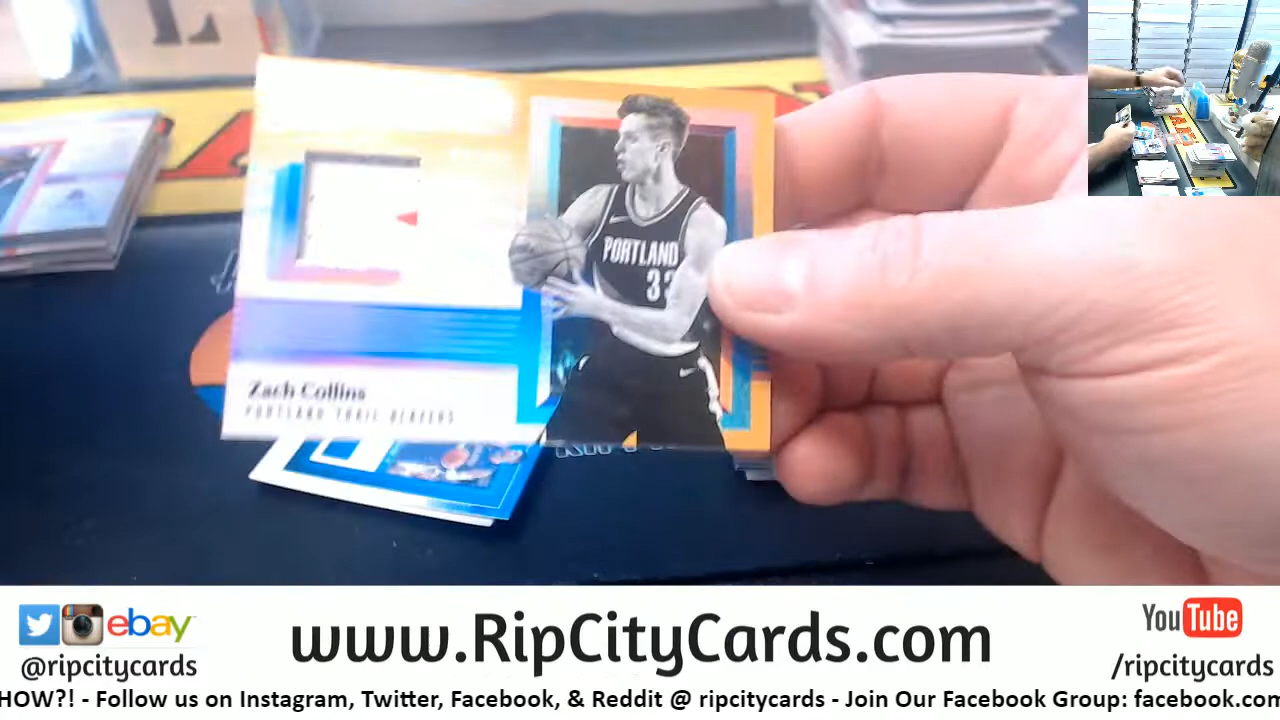 PORTLAND
33
Zach Collins
PORTLAND TRAIL BLAZERS
ebay
@ripcitycards
www.RipCityCards.com
YouTube
/ripcitycards
HOW?! - Follow us on Instagram, Twitter, Facebook, & Reddit @ ripcitycards - Join Our Facebook Group: facebook.com